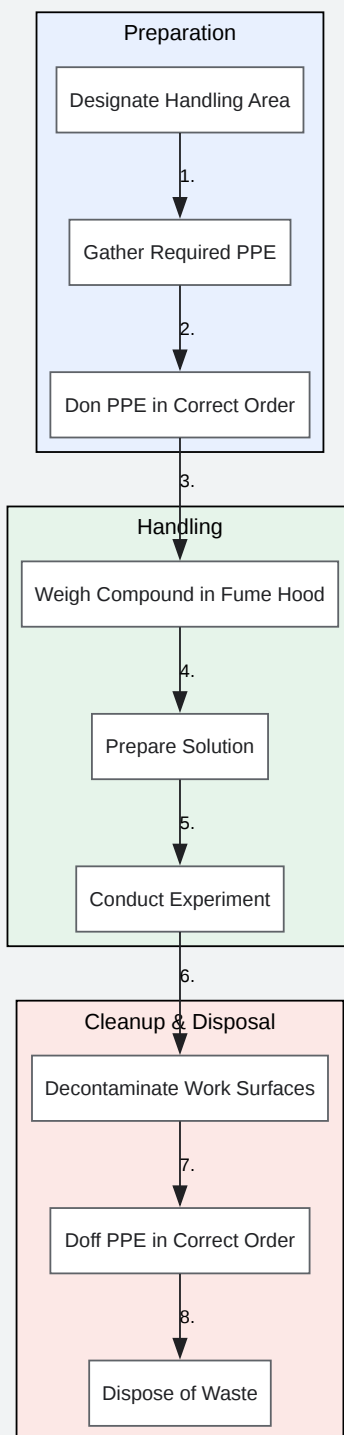 Preparation
Designate Handling Area
1.
Gather Required PPE
2.
Don PPE in Correct Order
3.
Handling
Weigh Compound in Fume Hood
4.
Prepare Solution
5.
Conduct Experiment
6.
Cleanup & Disposal
Decontaminate Work Surfaces
7.
Doff PPE in Correct Order
8.
Dispose of Waste